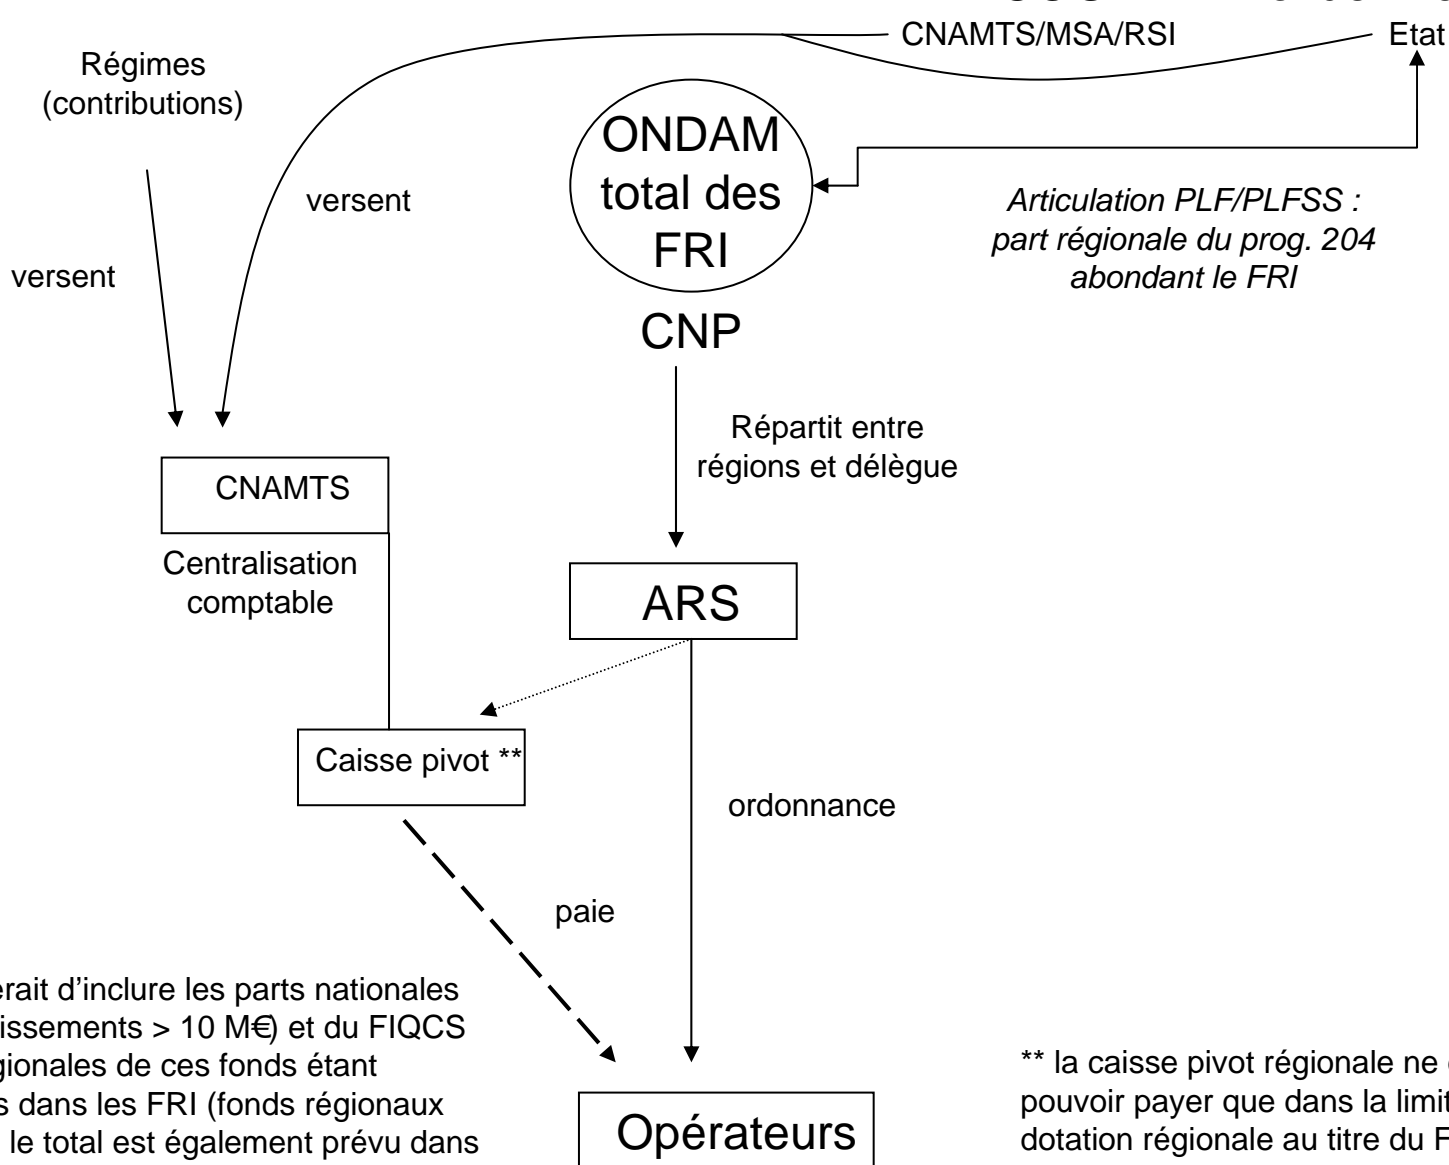 CNAMTS/MSA/RSI
Etat
Régimes
(contributions)
ONDAM
total des
FRI
versent
versent
Articulation PLF/PLFSS :
part régionale du prog. 204
abondant le FRI
CNP
Répartit entre
régions et délègue
CNAMTS
Centralisation
comptable
ARS
Caisse pivot **
ordonnance
paie
d'inclure les parts nationales
> 10 M€) et du FIQCS
de ces fonds étant
dans les FRI (fonds régionaux
le total est également prévu dans
** la caisse pivot régionale ne
pouvoir payer que dans la
dotation régionale au titre du
Opérateurs